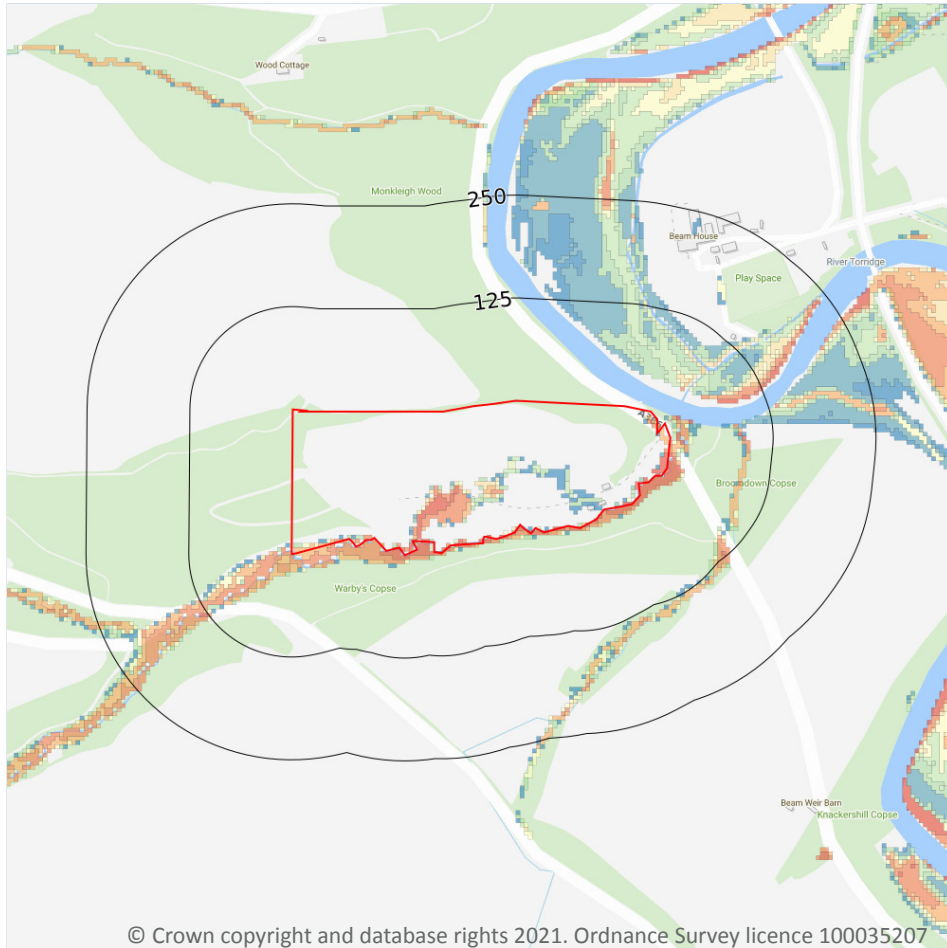 Wood Cottage
Monkleigh Wood
250
Beam House
River Torridge
Play Space
125
Broomdown Copse
Warby's Copse
Beam Weir Barn
Knackershill Copse
© Crown copyright and database rights 2021. Ordnance Survey licence 100035207